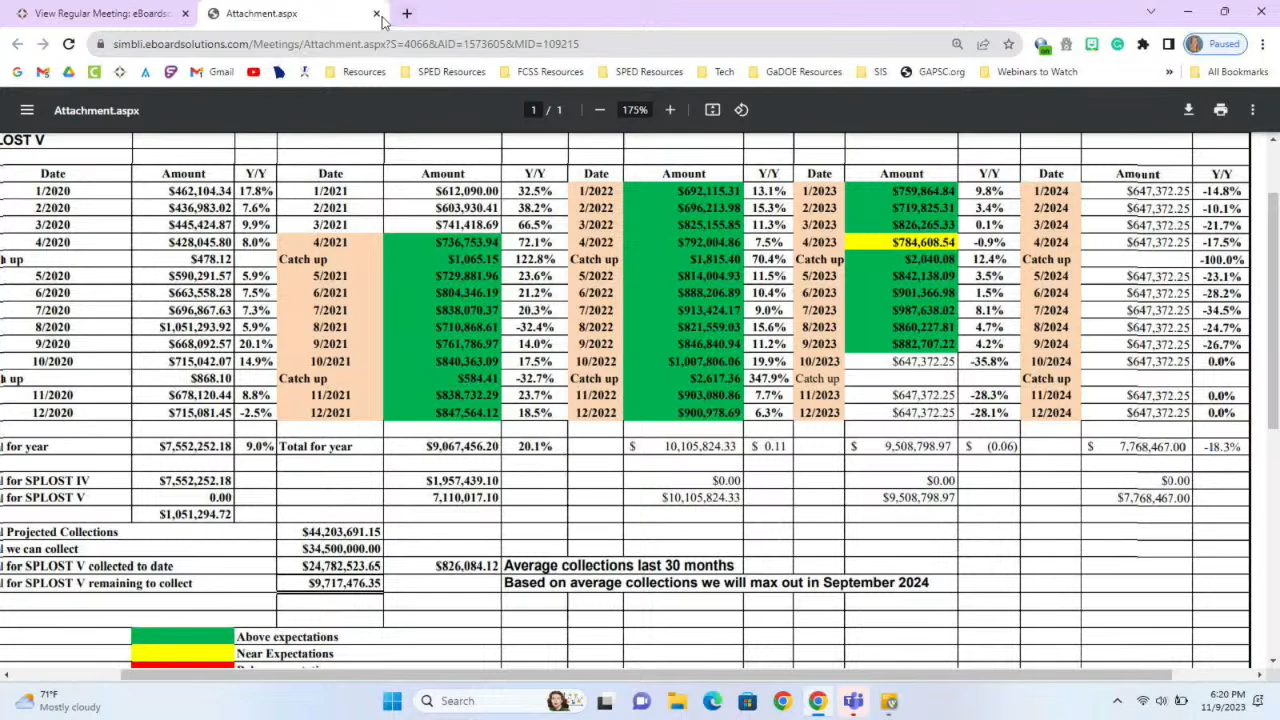 View Regular Meeting: eBoards
Attachment.aspx
simbli.eboardsolutions.com/Meetings/Attachment.aspx?S=4066&AID=1573605&MID=109215
Paused
Gmail Resources SPED Resources FCSS Resources SPED Resources Tech GaDOE Resources SIS GAPSC.org Webinars to Watch » All Bookmarks
Attachment.aspx 1 / 1 175%
LOST V
Date Amount Y/Y Date Amount Y/Y Date Amount Y/Y Date Amount Y/Y Date Amount Y/Y
1/2020 $462,104.34 17.8% 1/2021 $612,090.00 32.5% 1/2022 $692,115.31 13.1% 1/2023 $759,864.84 9.8% 1/2024 $647,372.25 -14.8%
2/2020 $436,983.02 7.6% 2/2021 $603,930.41 38.2% 2/2022 $696,213.98 15.3% 2/2023 $719,825.31 3.4% 2/2024 $647,372.25 -10.1%
3/2020 $445,424.87 9.9% 3/2021 $741,418.69 66.5% 3/2022 $825,155.85 11.3% 3/2023 $826,265.33 0.1% 3/2024 $647,372.25 -21.7%
4/2020 $428,045.80 8.0% 4/2021 $736,753.94 72.1% 4/2022 $792,004.86 7.5% 4/2023 $784,608.54 -0.9% 4/2024 $647,372.25 -17.5%
h up $478.12 Catch up $1,065.15 122.8% Catch up $1,815.40 70.4% Catch up $2,040.08 12.4% Catch up -100.0%
5/2020 $590,291.57 5.9% 5/2021 $729,881.96 23.6% 5/2022 $814,004.93 11.5% 5/2023 $842,138.09 3.5% 5/2024 $647,372.25 -23.1%
6/2020 $663,558.28 7.5% 6/2021 $804,346.19 21.2% 6/2022 $888,206.89 10.4% 6/2023 $901,366.98 1.5% 6/2024 $647,372.25 -28.2%
7/2020 $696,867.63 7.3% 7/2021 $838,070.37 20.3% 7/2022 $913,424.17 9.0% 7/2023 $987,638.02 8.1% 7/2024 $647,372.25 -34.5%
8/2020 $1,051,293.92 5.9% 8/2021 $710,868.61 -32.4% 8/2022 $821,559.03 15.6% 8/2023 $860,227.81 4.7% 8/2024 $647,372.25 -24.7%
9/2020 $668,092.57 20.1% 9/2021 $761,786.97 14.0% 9/2022 $846,840.94 11.2% 9/2023 $882,707.22 4.2% 9/2024 $647,372.25 -26.7%
10/2020 $715,042.07 14.9% 10/2021 $840,363.09 17.5% 10/2022 $1,007,806.06 19.9% 10/2023 $647,372.25 -35.8% 10/2024 $647,372.25 0.0%
h up $868.10 Catch up $584.41 -32.7% Catch up $2,617.36 347.9% Catch up Catch up
11/2020 $678,120.44 8.8% 11/2021 $838,732.29 23.7% 11/2022 $903,080.86 7.7% 11/2023 $647,372.25 -28.3% 11/2024 $647,372.25 0.0%
12/2020 $715,081.45 -2.5% 12/2021 $847,564.12 18.5% 12/2022 $900,978.69 6.3% 12/2023 $647,372.25 -28.1% 12/2024 $647,372.25 0.0%
l for year $7,552,252.18 9.0% Total for year $9,067,456.20 20.1% $ 10,105,824.33 $ 0.11 $ 9,508,798.97 $ (0.06) $ 7,768,467.00 -18.3%
l for SPLOST IV $7,552,252.18 $1,957,439.10 $0.00 $0.00 $0.00
l for SPLOST V 0.00 7,110,017.10 $10,105,824.33 $9,508,798.97 $7,768,467.00
$1,051,294.72
l Projected Collections $44,203,691.15
l we can collect $34,500,000.00
l for SPLOST V collected to date $24,782,523.65 $826,084.12 Average collections last 30 months
l for SPLOST V remaining to collect $9,717,476.35 Based on average collections we will max out in September 2024
Above expectations
Near Expectations
71°F
Mostly cloudy
Search
6:20 PM
11/9/2023